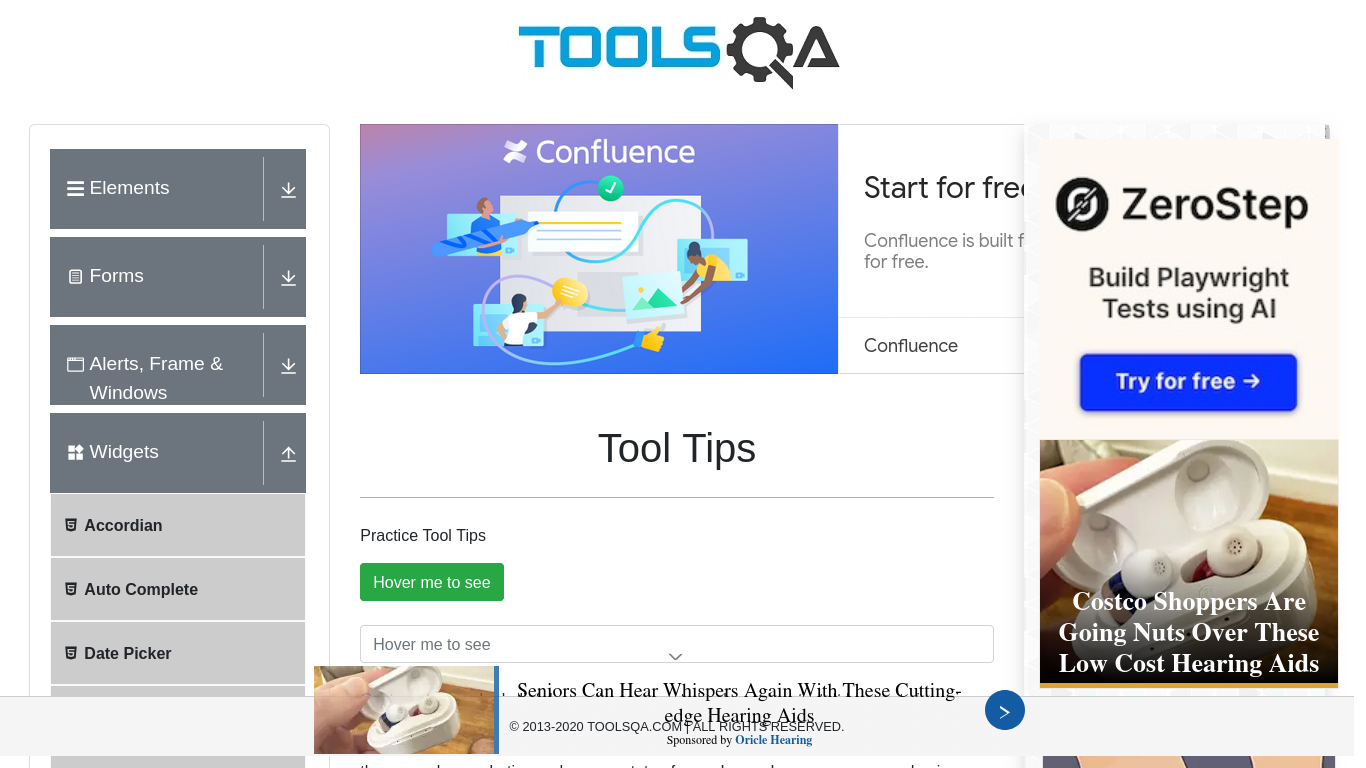 TOOLSQA
Elements
Forms
Alerts, Frame &
Windows
Widgets
Accordian
Auto Complete
Date Picker
Confluence
Start for free
Confluence is built f
for free.
Confluence
ZeroStep
Build Playwright
Tests using AI
Try for free →
Costco Shoppers Are
Going Nuts Over These
Low Cost Hearing Aids
Tool Tips
Practice Tool Tips
Hover me to see
Hover me to see
Seniors Can Hear Whispers Again With These Cutting-
edge Hearing Aids
© 2013-2020 TOOLSQA.COM | ALL RIGHTS RESERVED.
Sponsored by Oricle Hearing